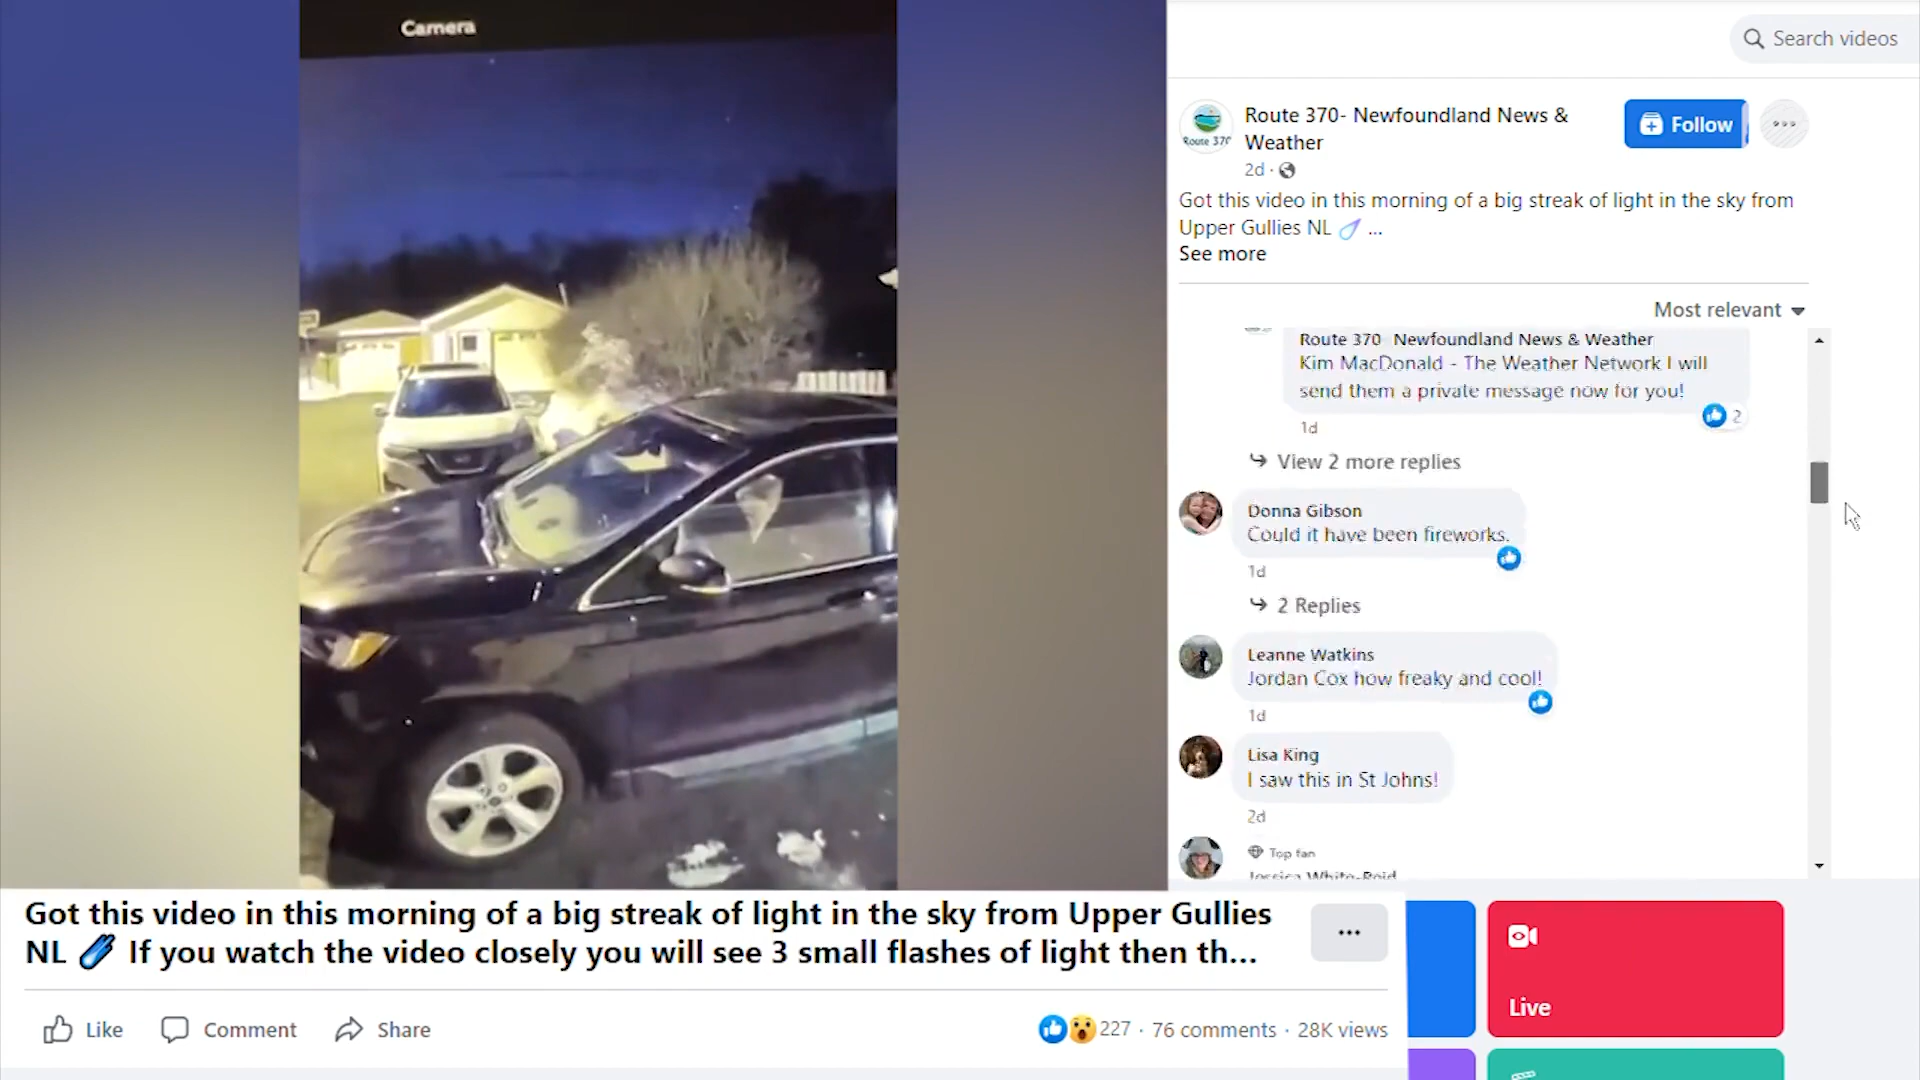 Camera
Search videos
Route 370
Route 370- Newfoundland News &
Weather
2d ·
Follow
Got this video in this morning of a big streak of light in the sky from
Upper Gullies NL ...
See more
Most relevant
Route 370 Newfoundland News & Weather
Kim MacDonald - The Weather Network I will
send them a private message now for you!
2
1d
View 2 more replies
Donna Gibson
Could it have been fireworks.
1d
2 Replies
Leanne Watkins
Jordan Cox how freaky and cool!
1d
Lisa King
I saw this in St Johns!
2d
Top fan
Jessica White-Reid
Got this video in this morning of a big streak of light in the sky from Upper Gullies
NL If you watch the video closely you will see 3 small flashes of light then th...
Like
Comment
Share
227 · 76 comments · 28K views
Live